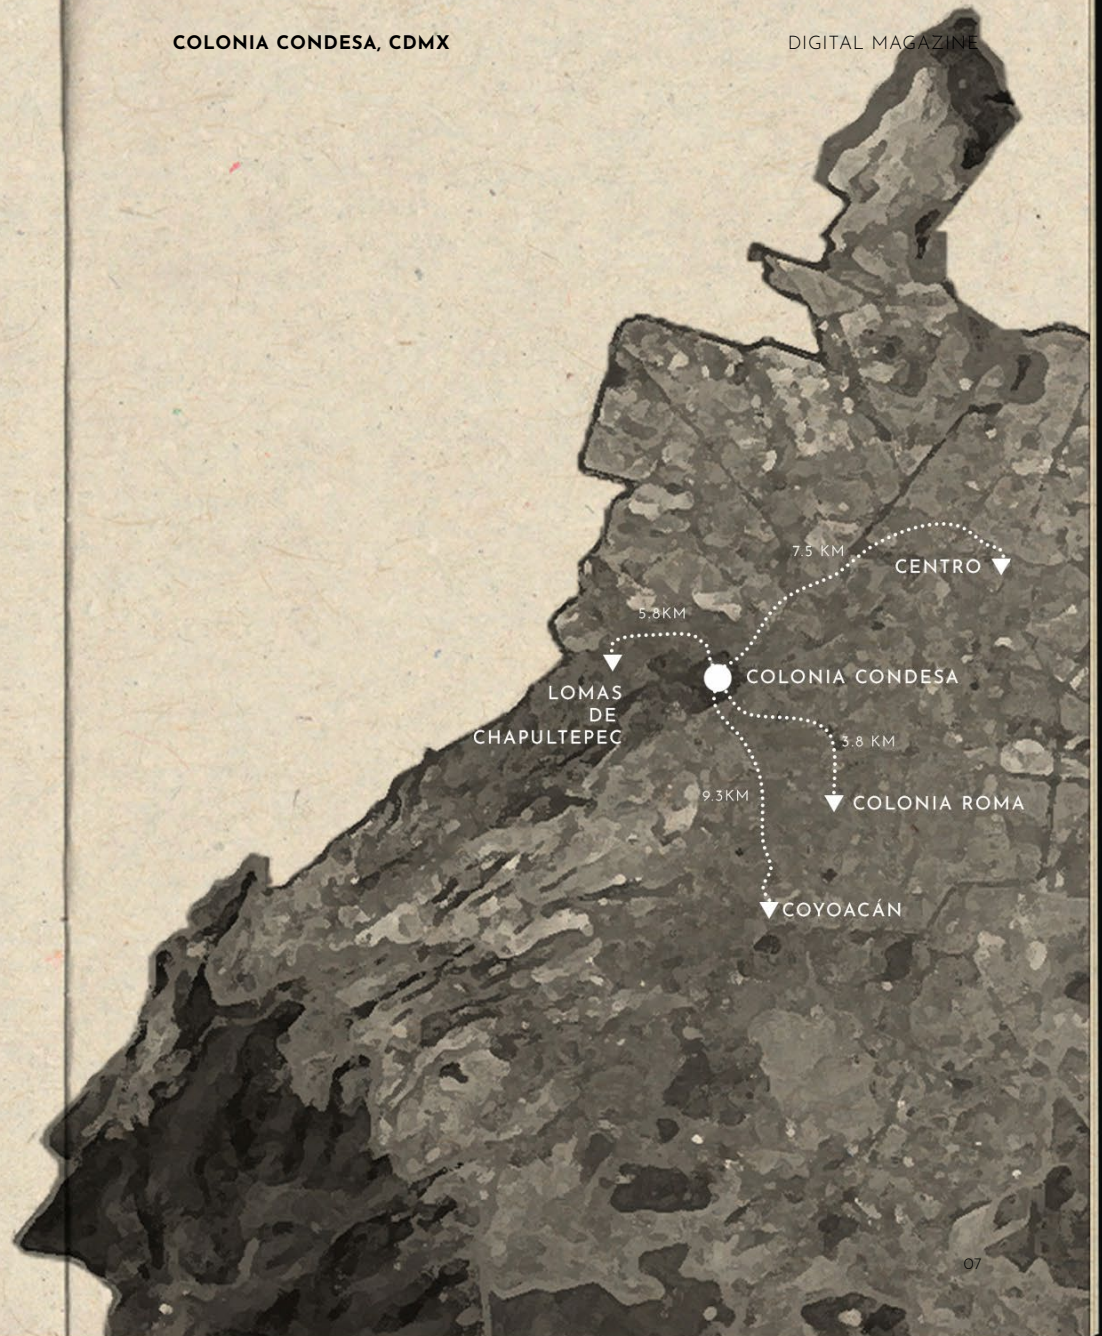 COLONIA CONDESA, CDMX
DIGITAL MAGAZINE
7.5 KM
CENTRO
5.8KM
COLONIA CONDESA
LOMAS
DE
CHAPULTEPEC
3.8 KM
9.3KM
COLONIA ROMA
COYOACÁN
07